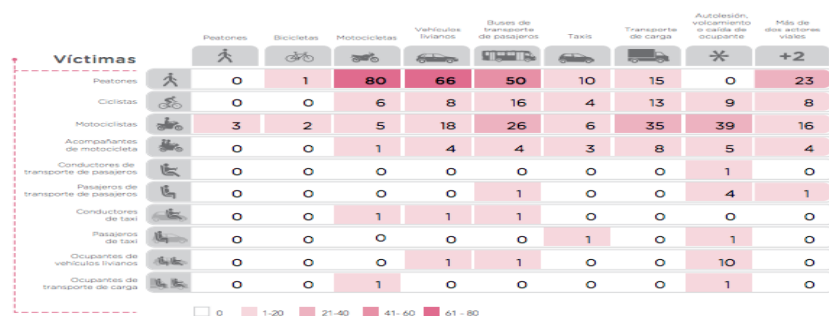 Peatones Bicicletas Motocicletas Vehículos livianos Buses de transporte de pasajeros Taxis Transporte de carga Autolesión, volcamiento o caída de ocupante Más de dos actores viales
+2
Víctimas
Peatones 0 1 80 66 50 10 15 0 23
Ciclistas 0 0 6 8 16 4 13 9 8
Motociclistas 3 2 5 18 26 6 35 39 16
Acompañantes de motocicleta 0 0 1 4 4 3 8 5 4
Conductores de transporte de pasajeros 0 0 0 0 0 0 0 1 0
Pasajeros de transporte de pasajeros 0 0 0 0 1 0 0 4 1
Conductores de taxi 0 0 1 1 1 0 0 0 0
Pasajeros de taxi 0 0 0 0 0 1 0 1 0
Ocupantes de vehículos livianos 0 0 0 1 1 0 0 10 0
Ocupantes de transporte de carga 0 0 1 0 0 0 0 1 0
0 1-20 21-40 41-60 61-80